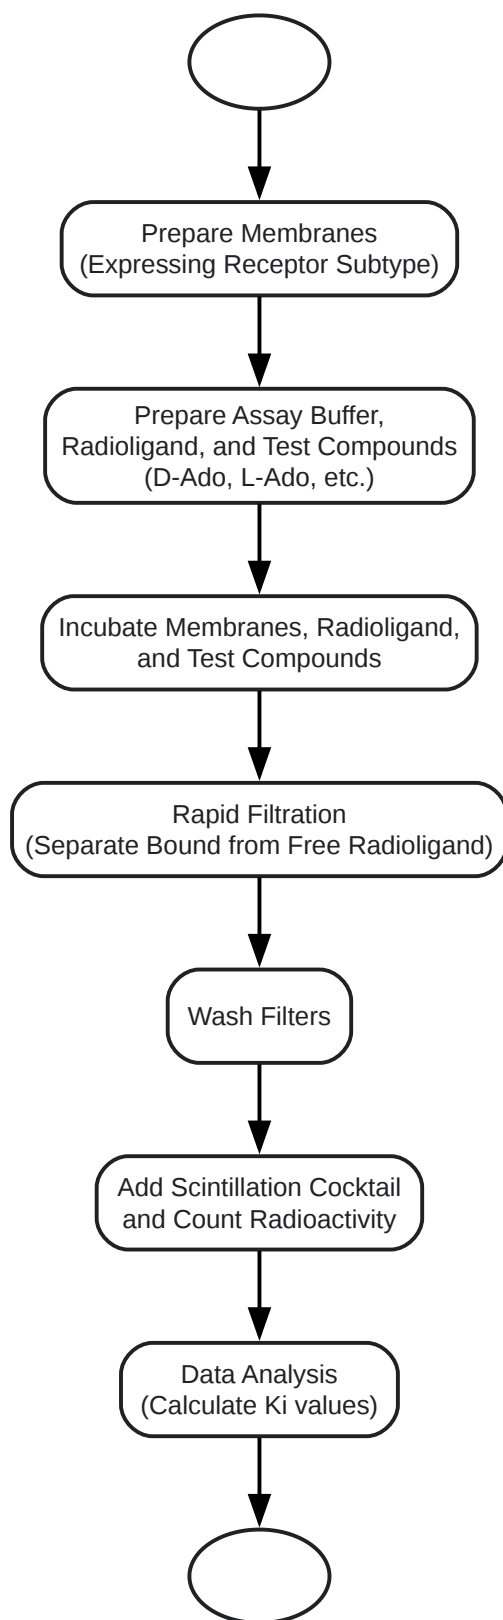 Prepare Membranes
(Expressing Receptor Subtype)
Prepare Assay Buffer,
Radioligand, and Test Compounds
(D-Ado, L-Ado, etc.)
Incubate Membranes, Radioligand,
and Test Compounds
Rapid Filtration
(Separate Bound from Free Radioligand)
Wash Filters
Add Scintillation Cocktail
and Count Radioactivity
Data Analysis
(Calculate Ki values)